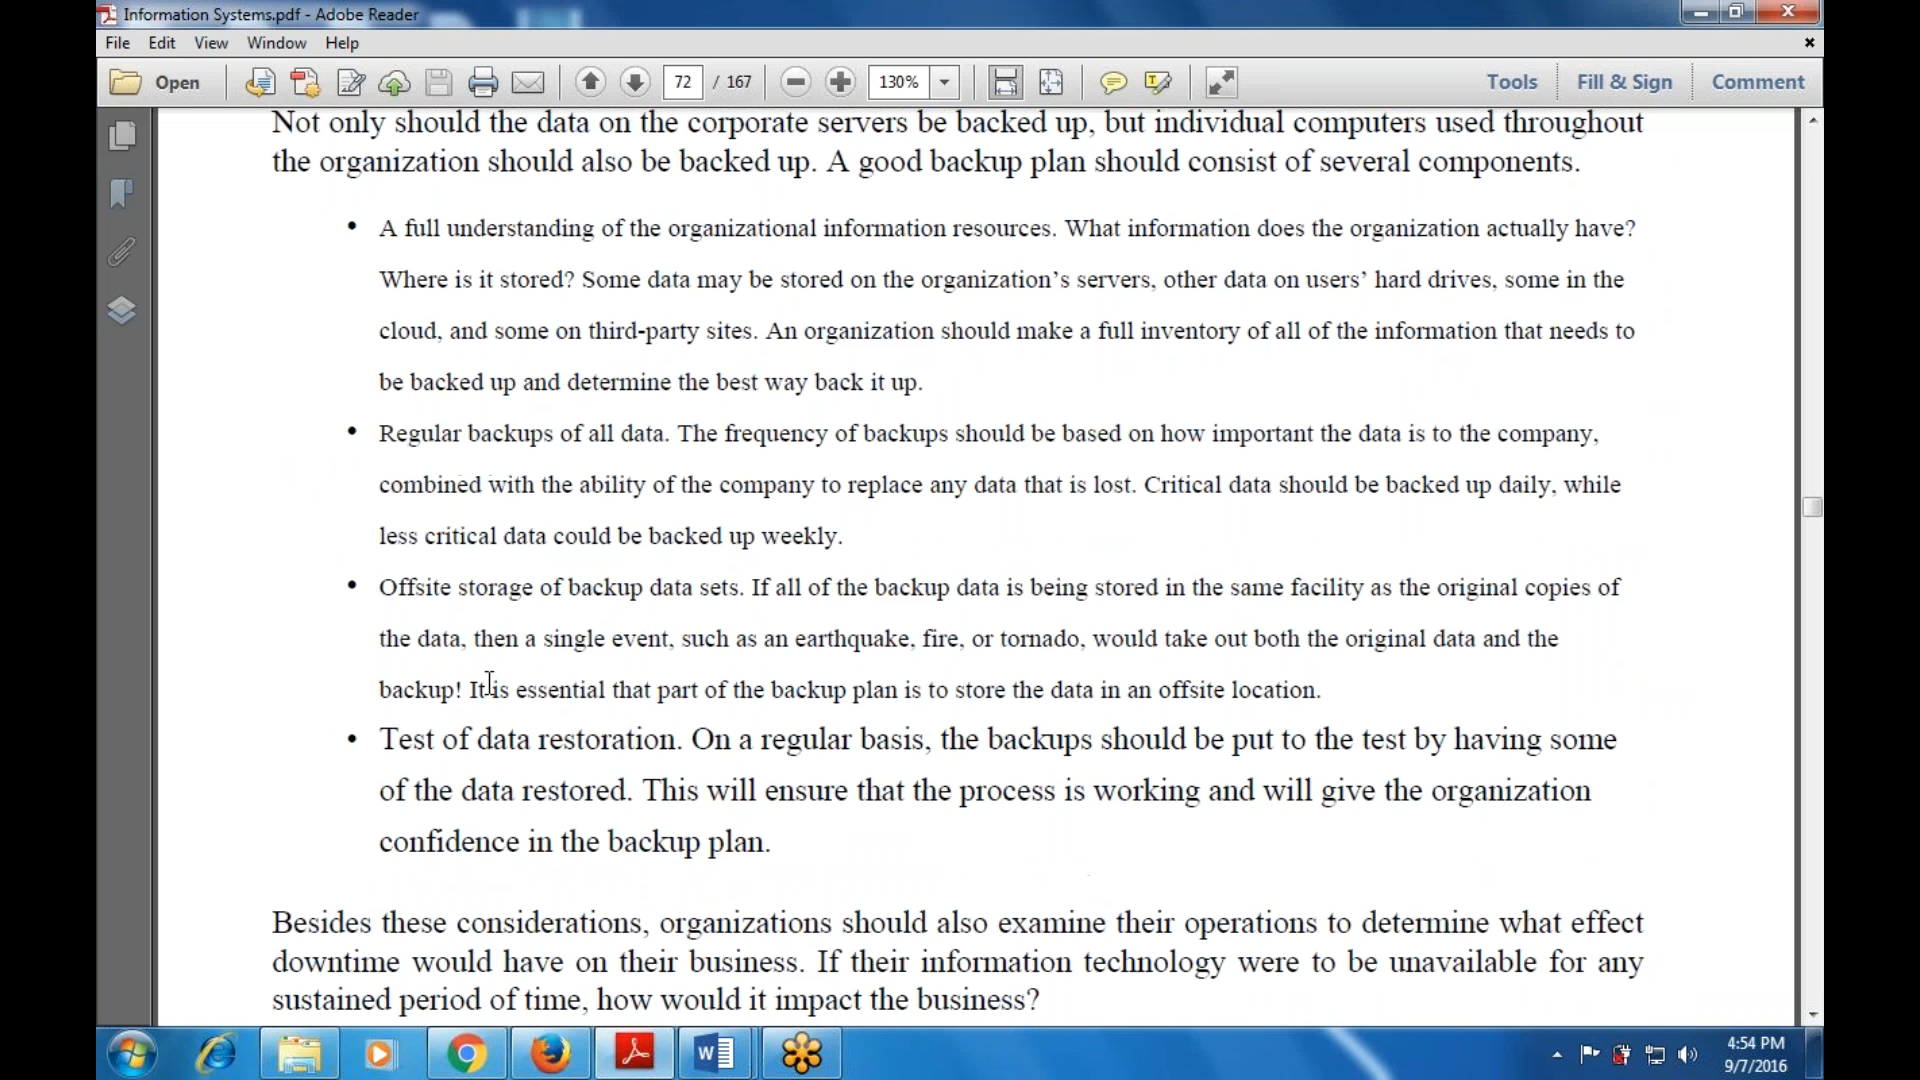 Information Systems.pdf - Adobe Reader
File Edit View Window Help
Open 72 / 167 130% Tools Fill & Sign Comment
Not only should the data on the corporate servers be backed up, but individual computers used throughout
the organization should also be backed up. A good backup plan should consist of several components.
• A full understanding of the organizational information resources. What information does the organization actually have?
Where is it stored? Some data may be stored on the organization’s servers, other data on users’ hard drives, some in the
cloud, and some on third-party sites. An organization should make a full inventory of all of the information that needs to
be backed up and determine the best way back it up.
• Regular backups of all data. The frequency of backups should be based on how important the data is to the company,
combined with the ability of the company to replace any data that is lost. Critical data should be backed up daily, while
less critical data could be backed up weekly.
• Offsite storage of backup data sets. If all of the backup data is being stored in the same facility as the original copies of
the data, then a single event, such as an earthquake, fire, or tornado, would take out both the original data and the
backup! It is essential that part of the backup plan is to store the data in an offsite location.
• Test of data restoration. On a regular basis, the backups should be put to the test by having some
of the data restored. This will ensure that the process is working and will give the organization
confidence in the backup plan.
Besides these considerations, organizations should also examine their operations to determine what effect
downtime would have on their business. If their information technology were to be unavailable for any
sustained period of time, how would it impact the business?
4:54 PM
9/7/2016